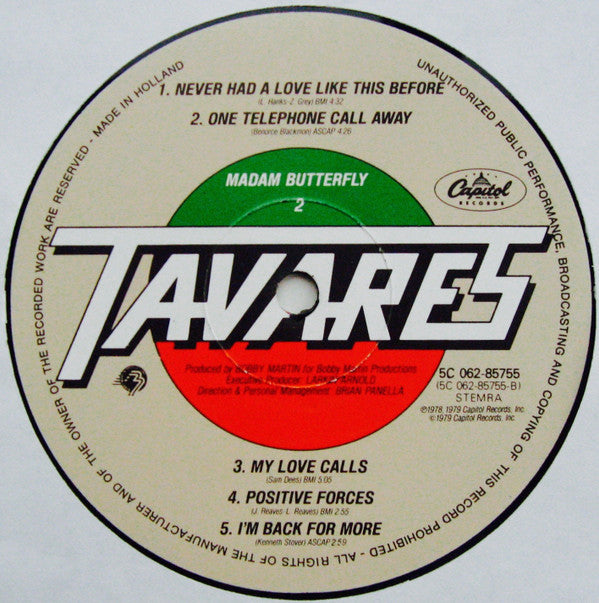 UNAUTHORIZED PUBLIC PERFORMANCE, BROADCASTING AND COPYING OF THIS RECORD PROHIBITED - ALL RIGHTS OF THE MANUFACTURER AND OF THE OWNER OF THE RECORDED WORK ARE RESERVED - MADE IN HOLLAND
1. NEVER HAD A LOVE LIKE THIS BEFORE
(L. Hanks-Z. Grey) BMI 4:32
2. ONE TELEPHONE CALL AWAY
(Benorce Blackmon) ASCAP 4:26
MADAM BUTTERFLY
2
Capitol
RECORDS
TAVARES
Produced by BOBBY MARTIN for Bobby Martin Productions
Executive Producer: LARKIN ARNOLD
Direction & Personal Management: BRIAN PANELLA
5C 062-85755
(5C 062-85755-B)
STEMRA
℗1978, 1979 Capitol Records, Inc.
©1979 Capitol Records, Inc.
3. MY LOVE CALLS
(Sam Dees) BMI 5:05
4. POSITIVE FORCES
(J. Reaves-L. Reaves) BMI 2:55
5. I'M BACK FOR MORE
(Kenneth Stover) ASCAP 2:59